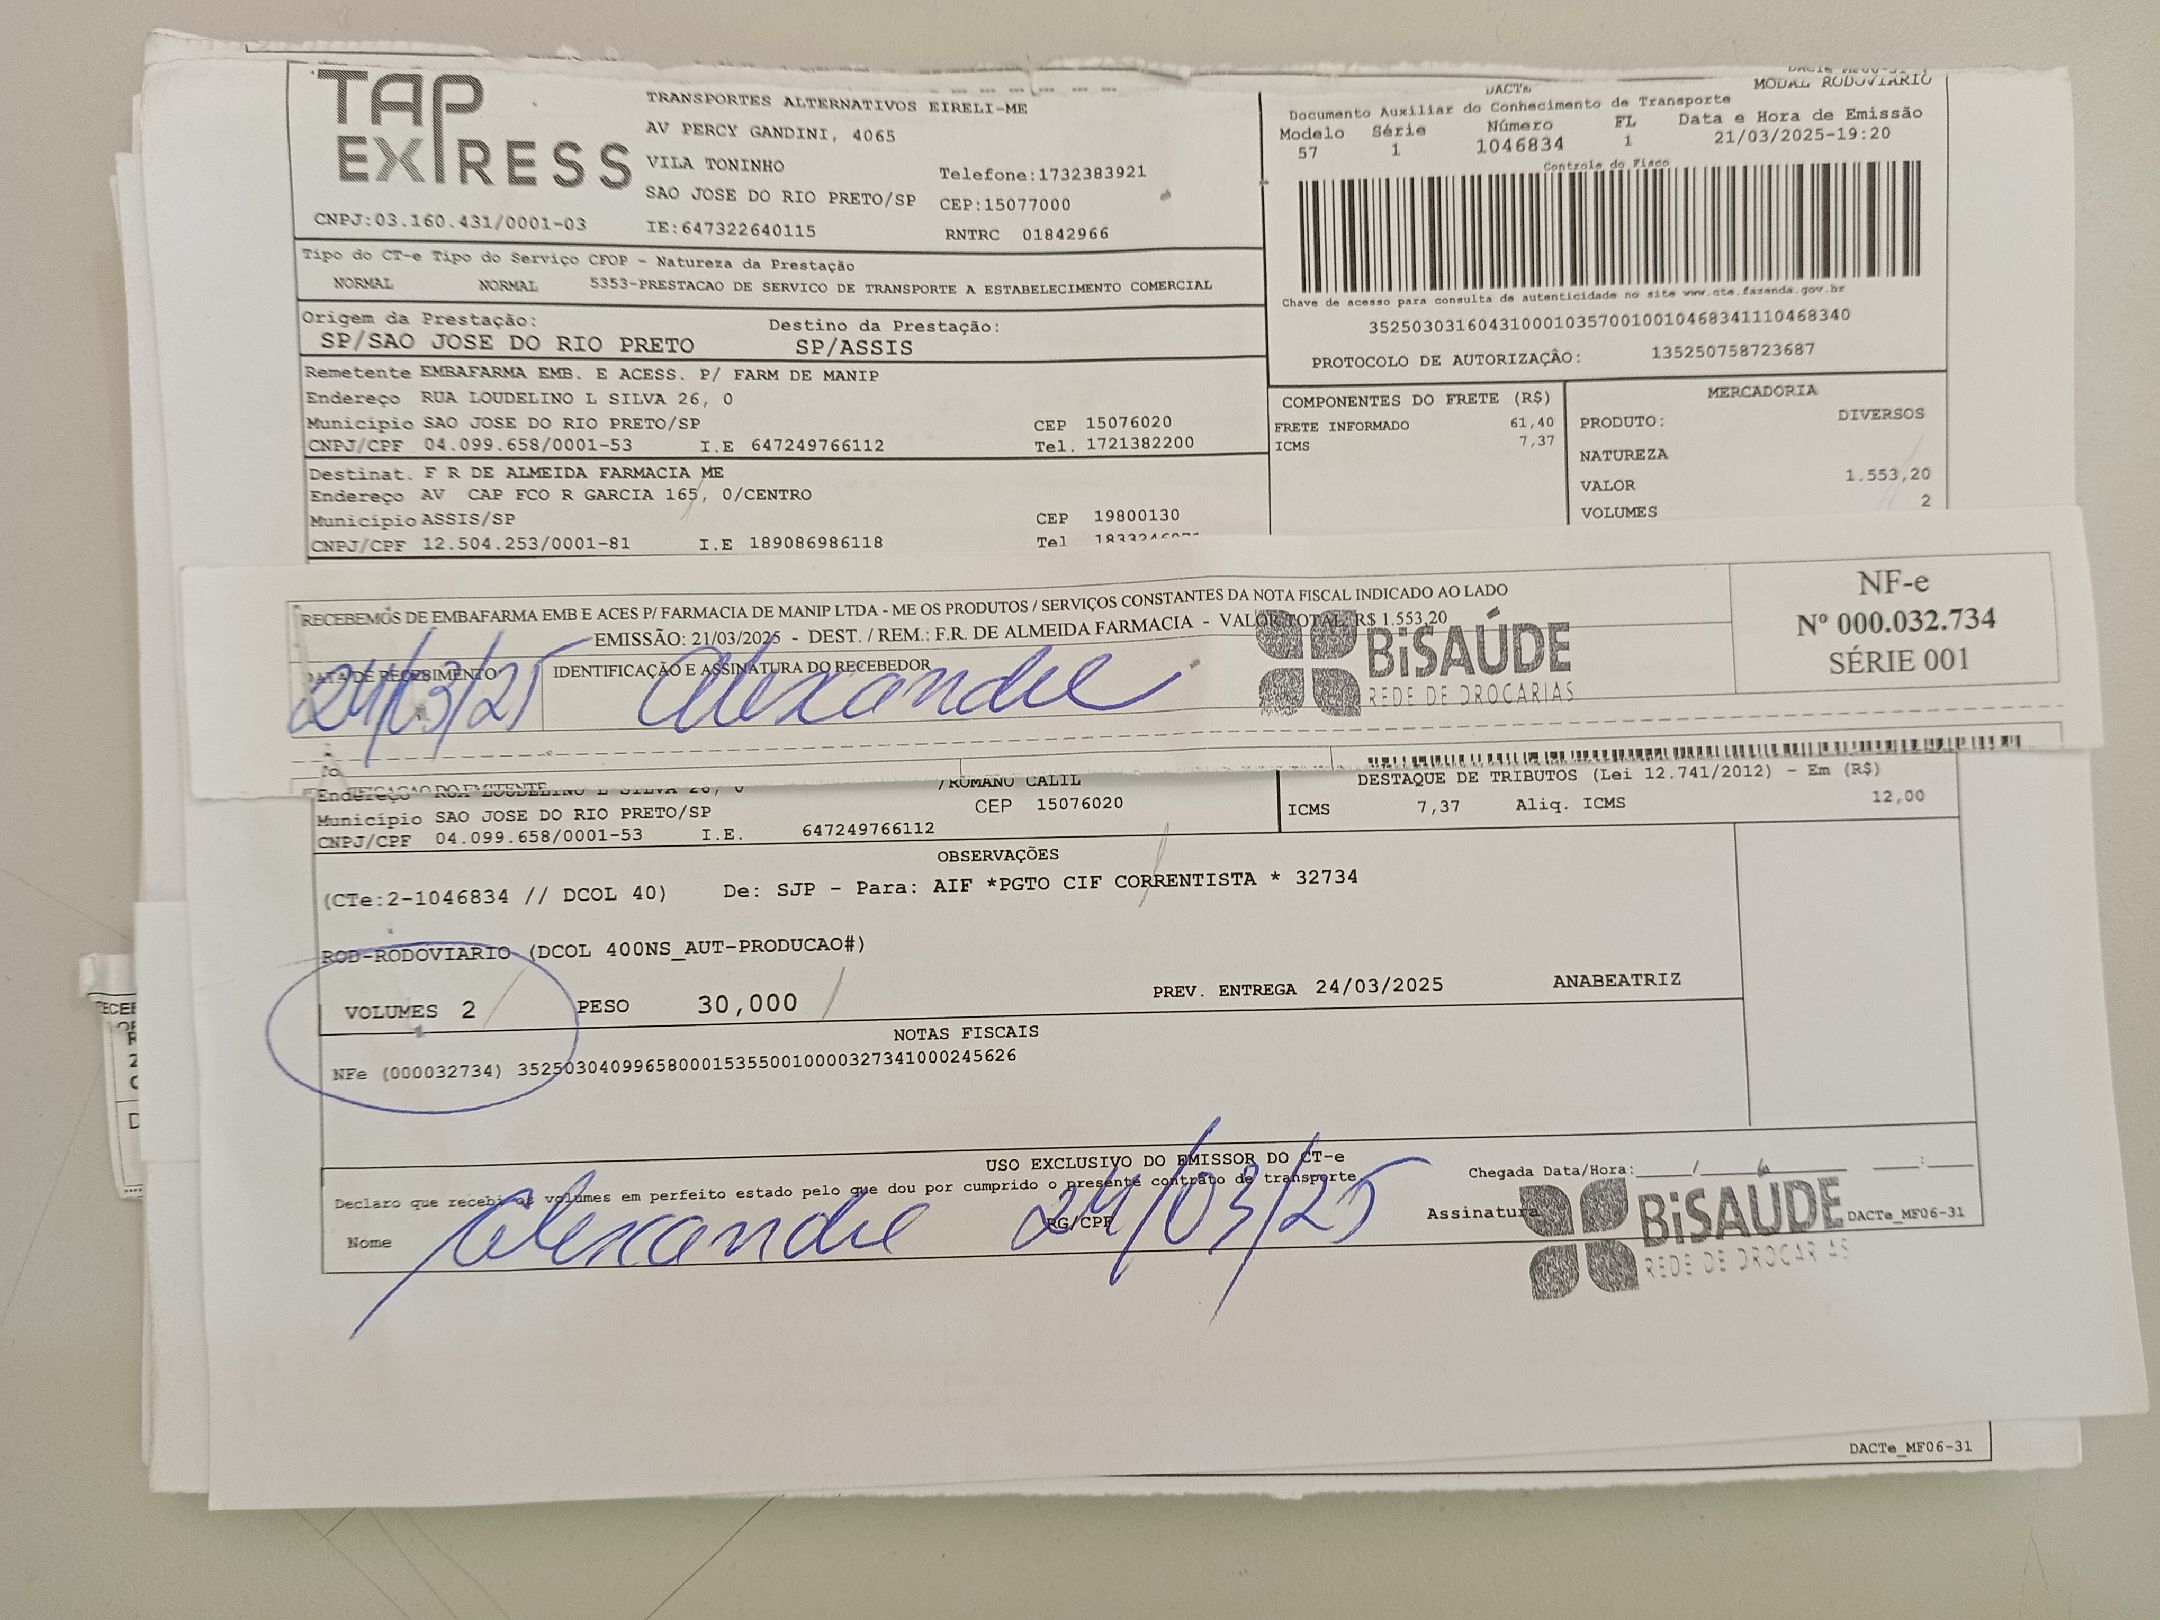 TAP
EXPRESS
TRANSPORTES ALTERNATIVOS EIRELI-ME
AV PERCY GANDINI, 4065
VILA TONINHO
Telefone:1732383921
SAO JOSE DO RIO PRETO/SP CEP:15077000
CNPJ:03.160.431/0001-03 IE:647322640115 RNTRC 01842966
MODAL RODOVIARIO
DACTe
Documento Auxiliar do Conhecimento de Transporte
Modelo Série Número FL Data e Hora de Emissão
57 1 1046834 1 21/03/2025-19:20
Controle do Fisco
Chave de acesso para consulta de autenticidade no site www.cte.fazenda.gov.br
35250303160431000103570010010468341110468340
PROTOCOLO DE AUTORIZAÇÃO: 135250758723687
Tipo do CT-e Tipo do Serviço CFOP - Natureza da Prestação
NORMAL NORMAL 5353-PRESTACAO DE SERVICO DE TRANSPORTE A ESTABELECIMENTO COMERCIAL
Origem da Prestação: Destino da Prestação:
SP/SAO JOSE DO RIO PRETO SP/ASSIS
Remetente EMBAFARMA EMB. E ACESS. P/ FARM DE MANIP
Endereço RUA LOUDELINO L SILVA 26, 0
Município SAO JOSE DO RIO PRETO/SP CEP 15076020
CNPJ/CPF 04.099.658/0001-53 I.E 647249766112 Tel. 1721382200
Destinat. F R DE ALMEIDA FARMACIA ME
Endereço AV CAP FCO R GARCIA 165, 0/CENTRO
Município ASSIS/SP CEP 19800130
CNPJ/CPF 12.504.253/0001-81 I.E 189086986118 Tel
COMPONENTES DO FRETE (R$)
FRETE INFORMADO 61,40
ICMS 7,37
MERCADORIA
PRODUTO: DIVERSOS
NATUREZA
VALOR 1.553,20
VOLUMES 2
RECEBEMOS DE EMBAFARMA EMB E ACES P/ FARMACIA DE MANIP LTDA - ME OS PRODUTOS / SERVIÇOS CONSTANTES DA NOTA FISCAL INDICADO AO LADO
EMISSÃO: 21/03/2025 - DEST. / REM.: F.R. DE ALMEIDA FARMACIA - VALOR TOTAL: R$ 1.553,20
DATA DE RECEBIMENTO IDENTIFICAÇÃO E ASSINATURA DO RECEBEDOR
24/03/25 Alexandre
BiSAÚDE
REDE DE DROGARIAS
NF-e
Nº 000.032.734
SÉRIE 001
/ROMANO CALIL
Endereço
Município SAO JOSE DO RIO PRETO/SP CEP 15076020
CNPJ/CPF 04.099.658/0001-53 I.E. 647249766112
DESTAQUE DE TRIBUTOS (Lei 12.741/2012) - Em (R$)
ICMS 7,37 Aliq. ICMS 12,00
OBSERVAÇÕES
(CTe:2-1046834 // DCOL 40) De: SJP - Para: AIF *PGTO CIF CORRENTISTA * 32734
ROD-RODOVIARIO (DCOL 400NS_AUT-PRODUCAO#)
VOLUMES 2 PESO 30,000 PREV. ENTREGA 24/03/2025 ANABEATRIZ
NOTAS FISCAIS
NFe (000032734) 35250304099658000153550010000327341000245626
USO EXCLUSIVO DO EMISSOR DO CT-e
Declaro que recebi os volumes em perfeito estado pelo que dou por cumprido o presente contrato de transporte
Chegada Data/Hora:
Nome Alexandre RG/CPF 24/03/25 Assinatura
BiSAÚDE
REDE DE DROGARIAS
DACTe_MF06-31
DACTe_MF06-31